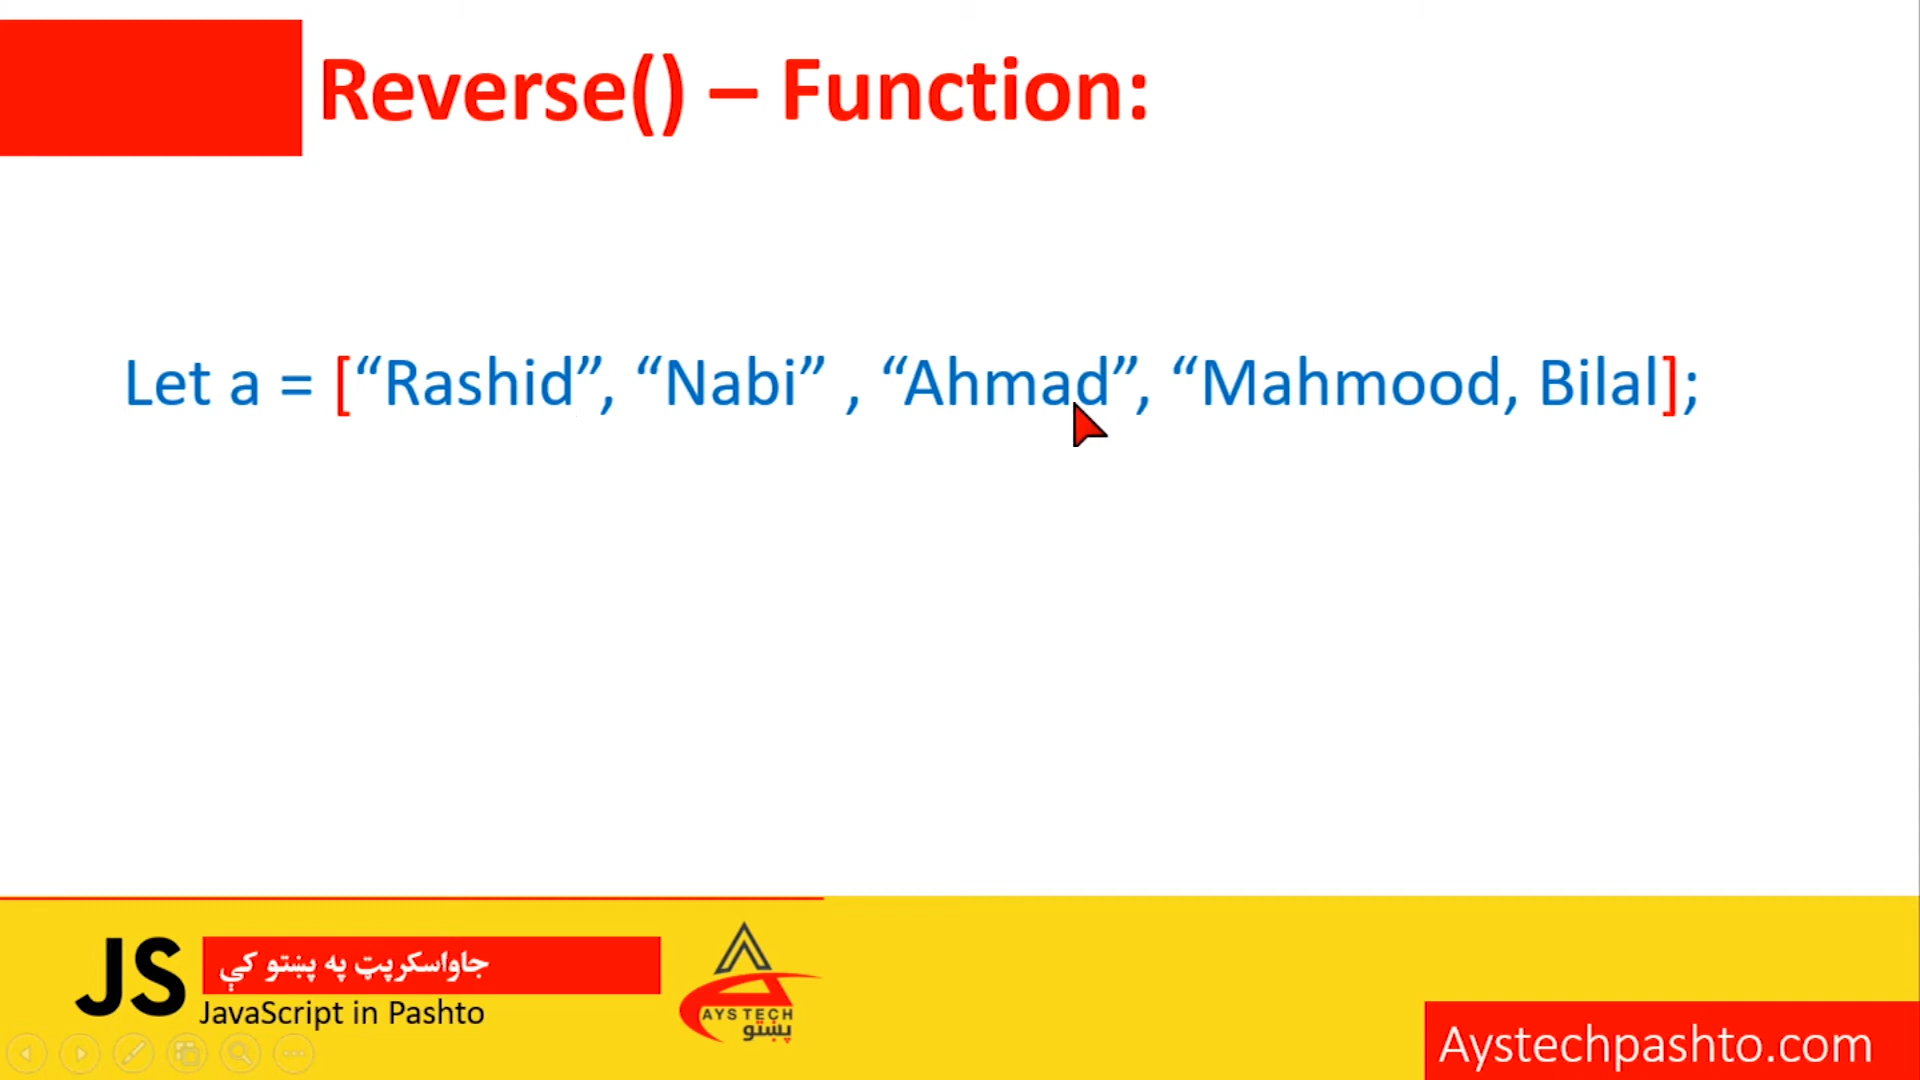 Reverse() – Function:
Let a = [“Rashid”, “Nabi” , “Ahmad”, “Mahmood, Bilal];
JS
جاواسکرپټ په پښتو کې
JavaScript in Pashto
AYSTECH
پښتو
Aystechpashto.com